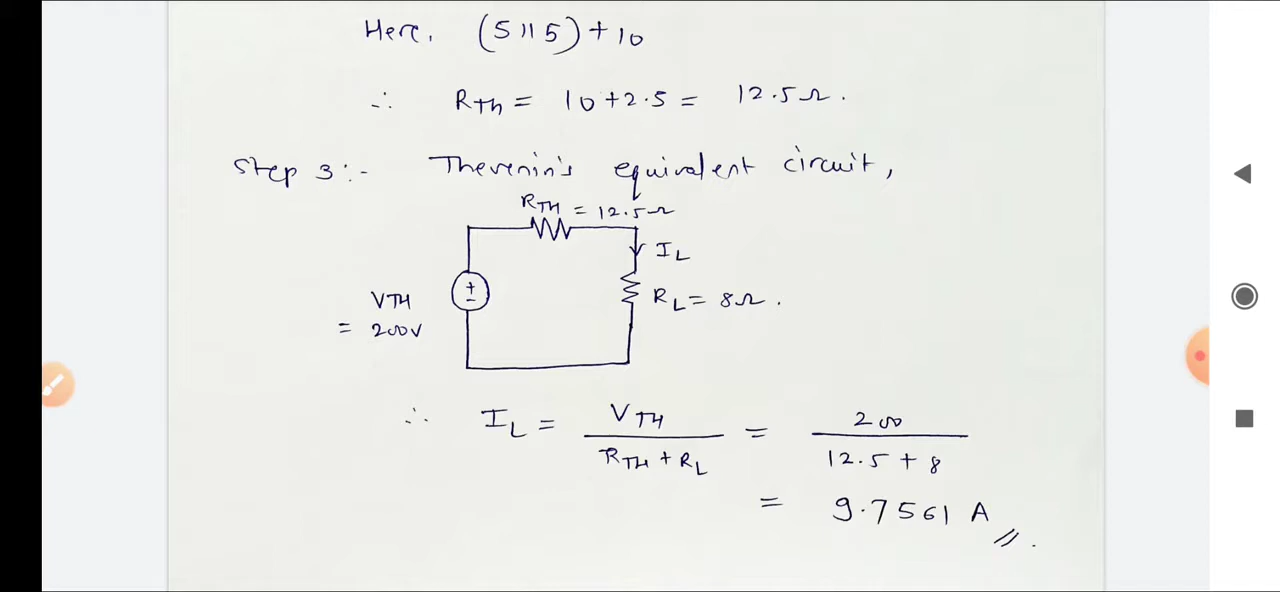 Here, (5 11 5) + 10
∴ RTh = 10 + 2.5 = 12.5Ω.
Step 3:- Thevenin's equivalent circuit,
RTH = 12.5Ω
IL
VTH
= 200V
+
-
RL = 8Ω.
∴ IL = VTH / RTH + RL = 200 / 12.5 + 8
= 9.7561 A